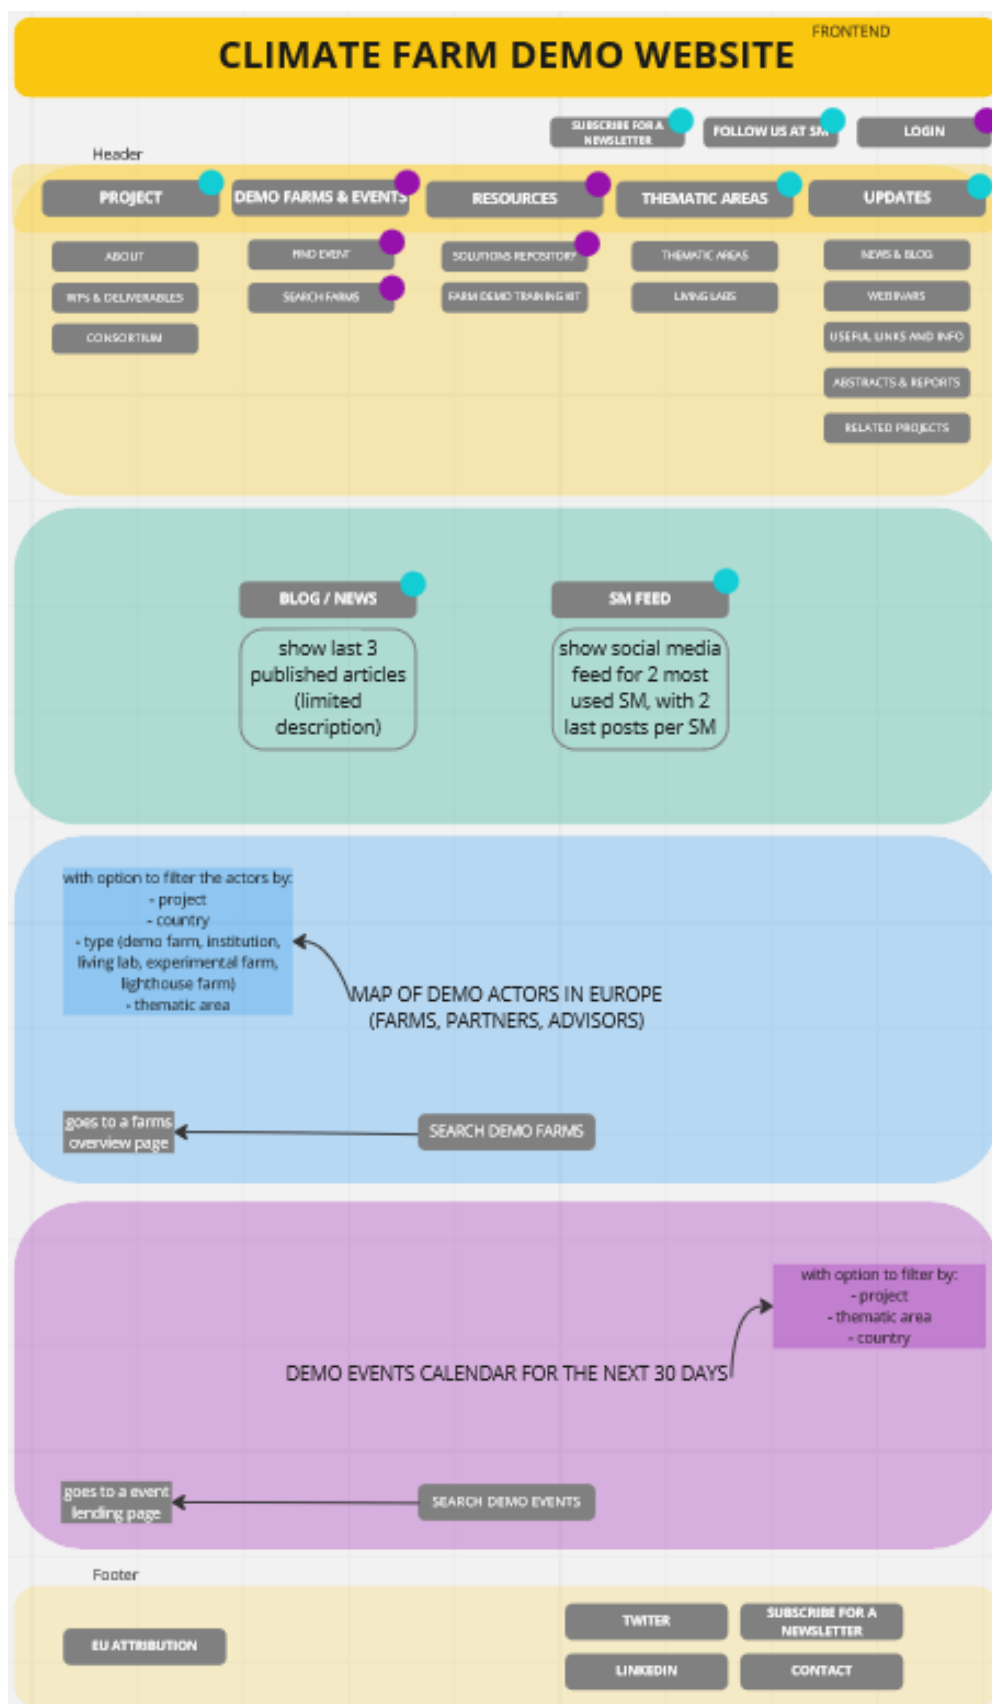 FRONTEND
CLIMATE FARM DEMO WEBSITE
SUBSCRIBE FOR A
NEWSLETTER
FOLLOW US AT SM
LOGIN
Header
PROJECT
DEMO FARMS & EVENTS
RESOURCES
THEMATIC AREAS
UPDATES
ABOUT
FIND EVENT
SOLUTIONS REPOSITORY
THEMATIC AREAS
NEWS & BLOG
WPS & DELIVERABLES
SEARCH FARMS
FARM DEMO TRAINING KIT
LIVING LABS
WEBINARS
CONSORTIUM
USEFUL LINKS AND INFO
ABSTRACTS & REPORTS
RELATED PROJECTS
BLOG / NEWS
show last 3
published articles
(limited
description)
SM FEED
show social media
feed for 2 most
used SM, with 2
last posts per SM
with option to filter the actors by:
- project
- country
- type (demo farm, institution,
living lab, experimental farm,
lighthouse farm)
- thematic area
MAP OF DEMO ACTORS IN EUROPE
(FARMS, PARTNERS, ADVISORS)
goes to a farms
overview page
SEARCH DEMO FARMS
with option to filter by:
- project
- thematic area
- country
DEMO EVENTS CALENDAR FOR THE NEXT 30 DAYS
goes to a event
lending page
SEARCH DEMO EVENTS
Footer
EU ATTRIBUTION
TWITER
SUBSCRIBE FOR A
NEWSLETTER
LINKEDIN
CONTACT